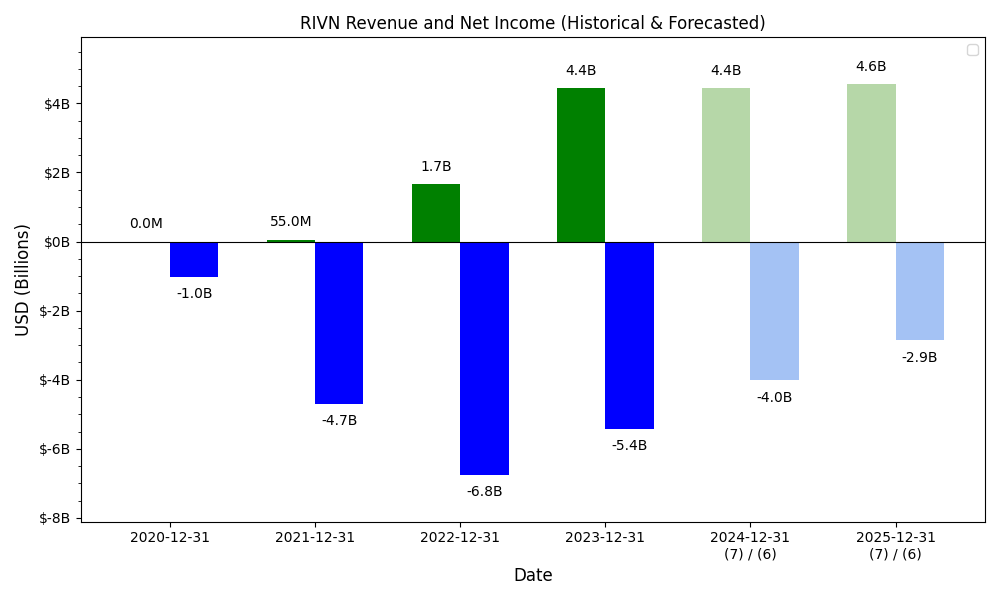 RIVN Revenue and Net Income (Historical & Forecasted)
USD (Billions)
$4B
$2B
$0B
$-2B
$-4B
$-6B
$-8B
0.0M
-1.0B
55.0M
-4.7B
1.7B
-6.8B
4.4B
-5.4B
4.4B
-4.0B
4.6B
-2.9B
2020-12-31
2021-12-31
2022-12-31
2023-12-31
2024-12-31
(7) / (6)
2025-12-31
(7) / (6)
Date